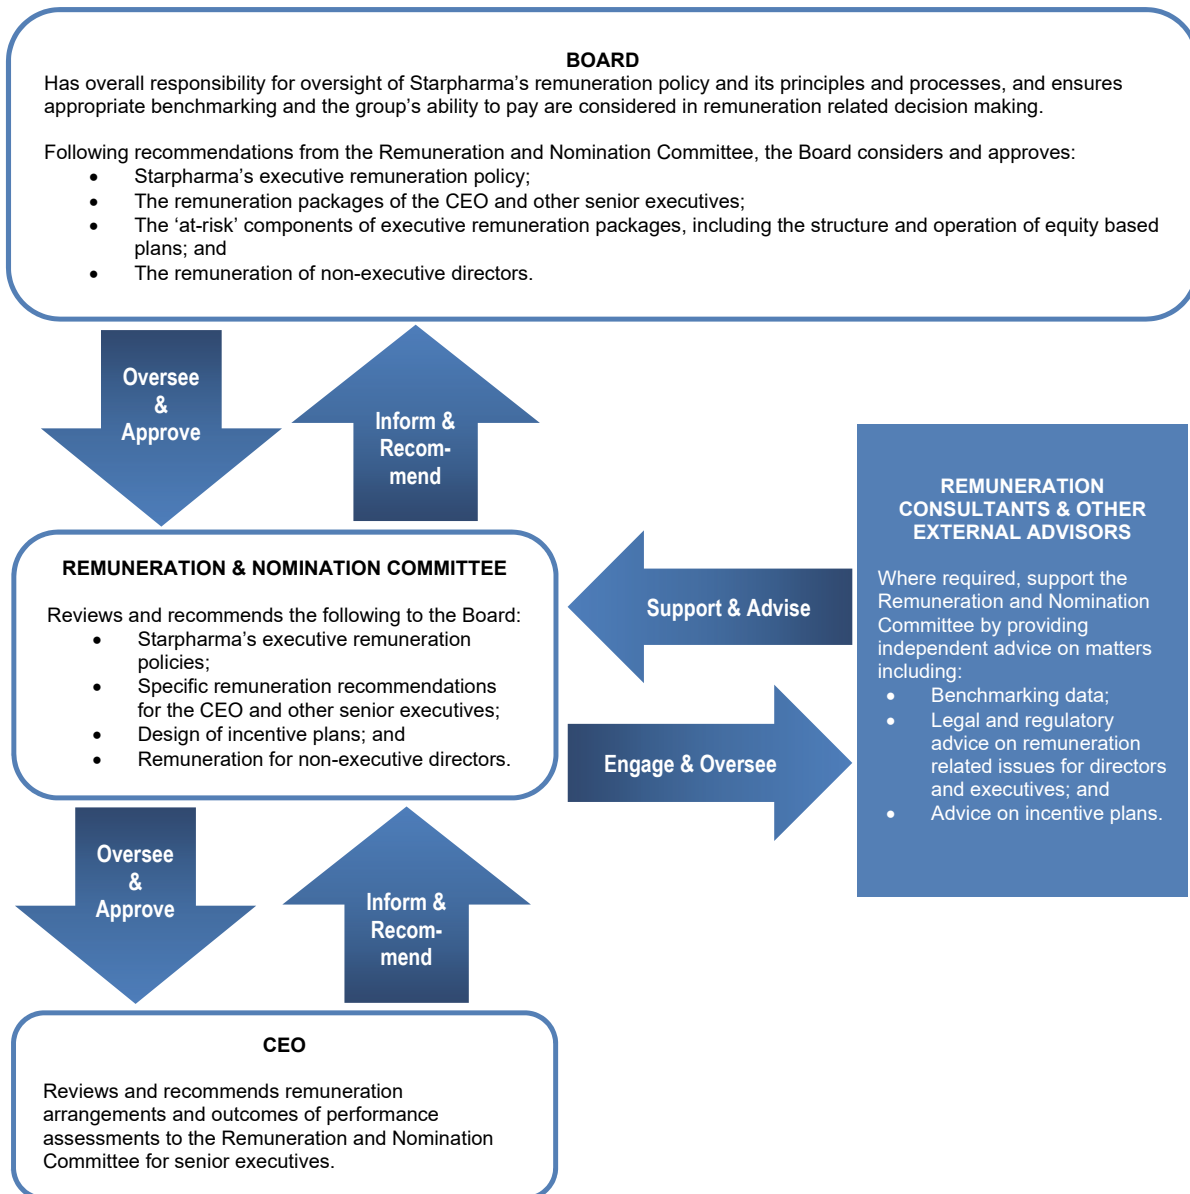 BOARD
Has overall responsibility for oversight of Starpharma's remuneration policy and its principles and processes, and ensures
appropriate benchmarking and the group's ability to pay are considered in remuneration related decision making.
Following recommendations from the Remuneration and Nomination Committee, the Board considers and approves:
• Starpharma's executive remuneration policy;
• The remuneration packages of the CEO and other senior executives;
• The 'at-risk' components of executive remuneration packages, including the structure and operation of equity based
plans; and
• The remuneration of non-executive directors.
Oversee
&
Approve
Inform &
Recom-
mend
REMUNERATION & NOMINATION COMMITTEE
Reviews and recommends the following to the Board:
• Starpharma's executive remuneration
policies;
• Specific remuneration recommendations
for the CEO and other senior executives;
• Design of incentive plans; and
• Remuneration for non-executive directors.
Support & Advise
Engage & Oversee
REMUNERATION
CONSULTANTS & OTHER
EXTERNAL ADVISORS
Where required, support the
Remuneration and Nomination
Committee by providing
independent advice on matters
including:
• Benchmarking data;
• Legal and regulatory
advice on remuneration
related issues for directors
and executives; and
• Advice on incentive plans.
Oversee
&
Approve
Inform &
Recom-
mend
CEO
Reviews and recommends remuneration
arrangements and outcomes of performance
assessments to the Remuneration and Nomination
Committee for senior executives.